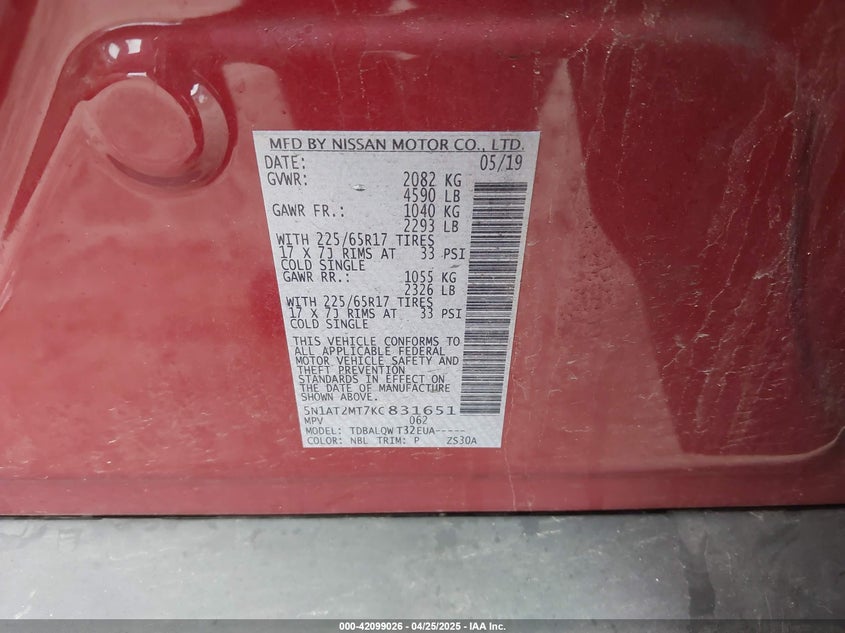 MFD BY NISSAN MOTOR CO., LTD.
DATE: 05/19
GVWR: 2082 KG
4590 LB
GAWR FR.: 1040 KG
2293 LB
WITH 225/65R17 TIRES
17 X 7J RIMS AT 33 PSI
COLD SINGLE
GAWR RR.: 1055 KG
2326 LB
WITH 225/65R17 TIRES
17 X 7J RIMS AT 33 PSI
COLD SINGLE
THIS VEHICLE CONFORMS TO
ALL APPLICABLE FEDERAL
MOTOR VEHICLE SAFETY AND
THEFT PREVENTION
STANDARDS IN EFFECT ON
THE DATE OF MANUFACTURE
SHOWN ABOVE.
5N1AT2MT7KC831651
MPV 062
MODEL: TDBALQW T32EUA-----
COLOR: NBL TRIM: P ZS30A
000-42099026 - 04/25/2025 - IAA Inc.